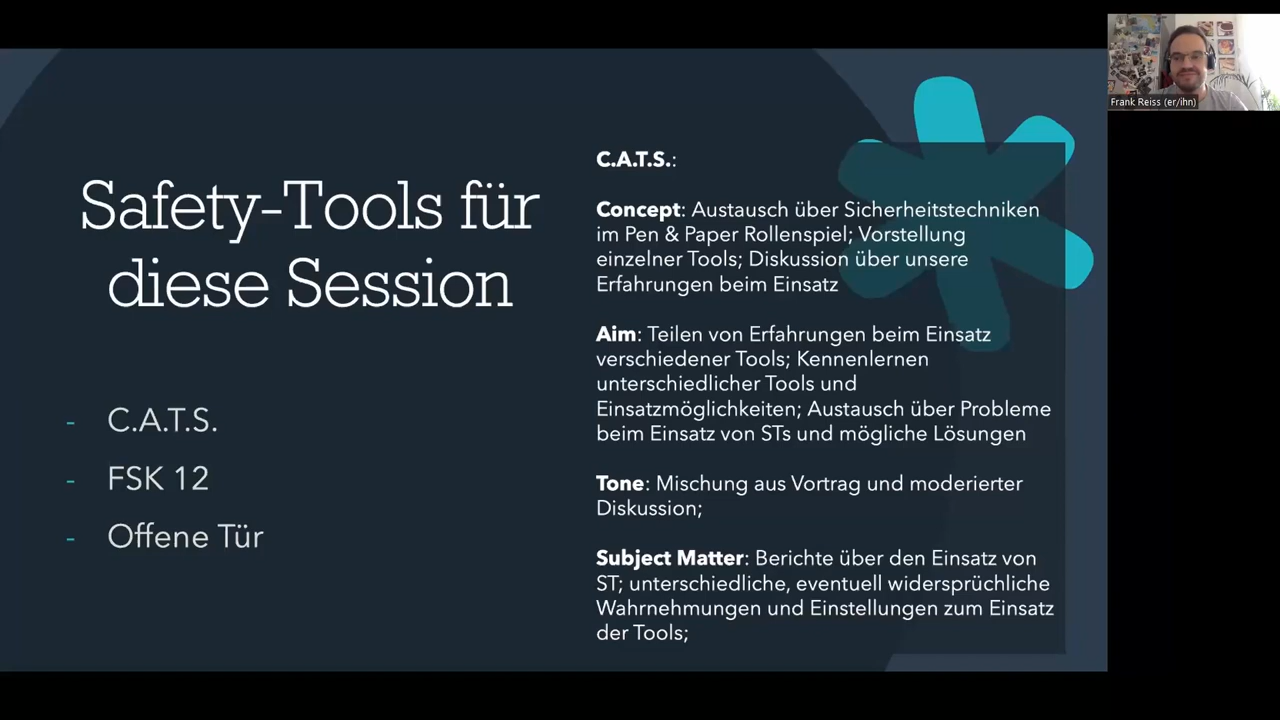 Safety-Tools für
diese Session
- C.A.T.S.
- FSK 12
- Offene Tür
C.A.T.S.:
Concept: Austausch über Sicherheitstechniken
im Pen & Paper Rollenspiel; Vorstellung
einzelner Tools; Diskussion über unsere
Erfahrungen beim Einsatz
Aim: Teilen von Erfahrungen beim Einsatz
verschiedener Tools; Kennenlernen
unterschiedlicher Tools und
Einsatzmöglichkeiten; Austausch über Probleme
beim Einsatz von STs und mögliche Lösungen
Tone: Mischung aus Vortrag und moderierter
Diskussion;
Subject Matter: Berichte über den Einsatz von
ST; unterschiedliche, eventuell widersprüchliche
Wahrnehmungen und Einstellungen zum Einsatz
der Tools;
Frank Reiss (er/ihn)